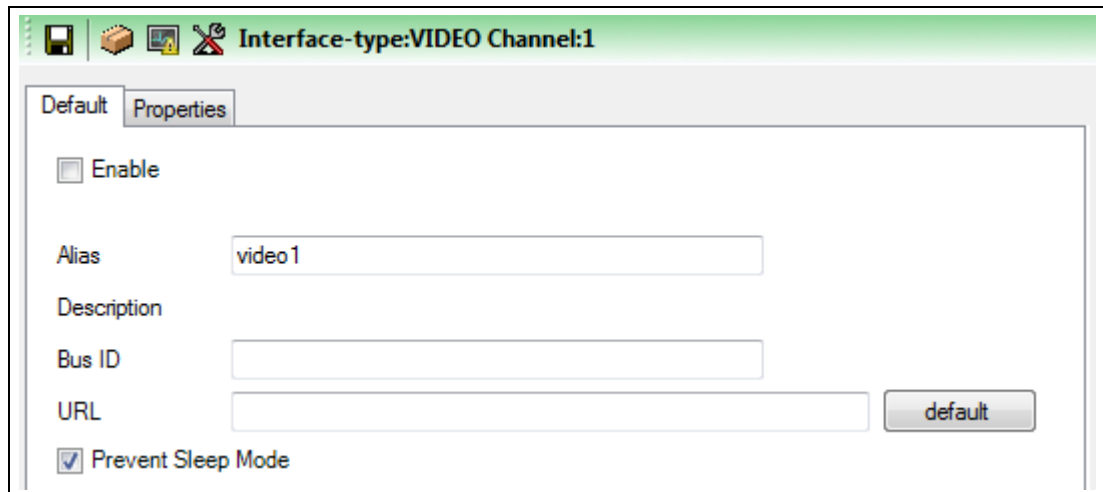 Interface-type:VIDEO Channel:1
Default Properties
Enable
Alias video1
Description
Bus ID
URL default
Prevent Sleep Mode